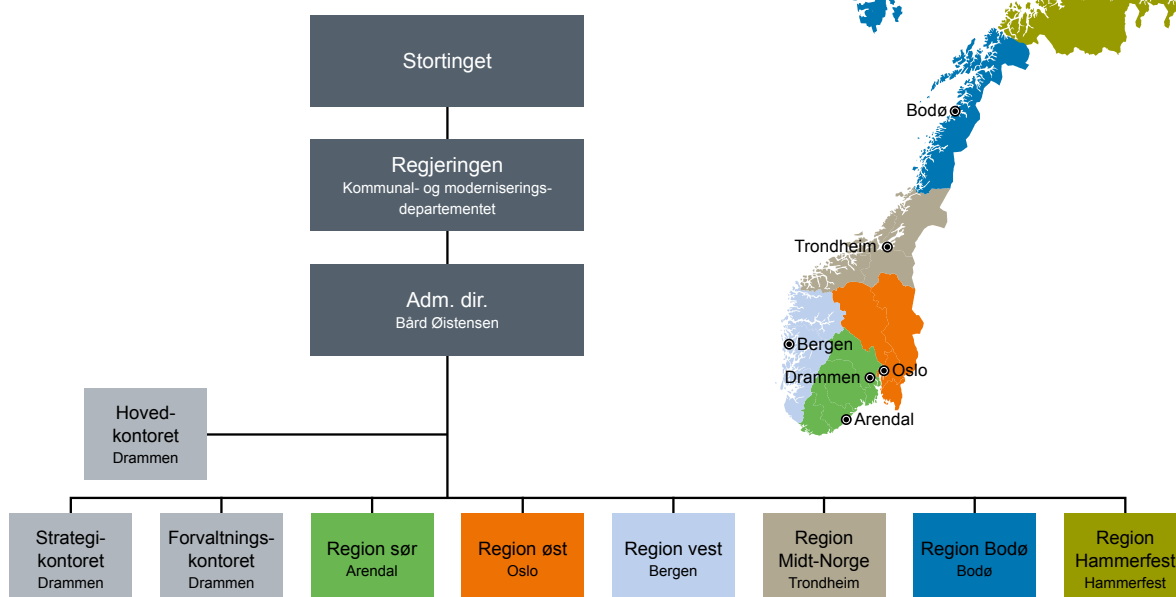 Stortinget
Regjeringen
Kommunal- og moderniserings-
departementet
Adm. dir.
Bård Øistensen
Hoved-
kontoret
Drammen
Strategi-
kontoret
Drammen
Forvaltnings-
kontoret
Drammen
Region sør
Arendal
Region øst
Oslo
Region vest
Bergen
Region
Midt-Norge
Trondheim
Region Bodø
Bodø
Region
Hammerfest
Hammerfest
Bodø
Trondheim
Bergen
Oslo
Drammen
Arendal